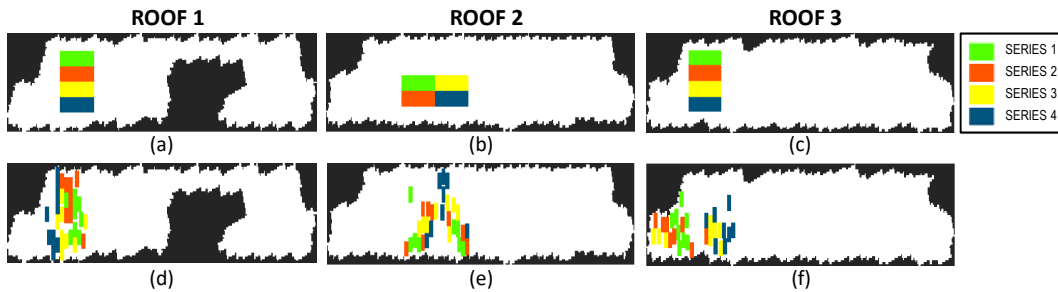 ROOF 1
ROOF 2
ROOF 3
SERIES 1
SERIES 2
SERIES 3
SERIES 4
(a)
(b)
(c)
(d)
(e)
(f)